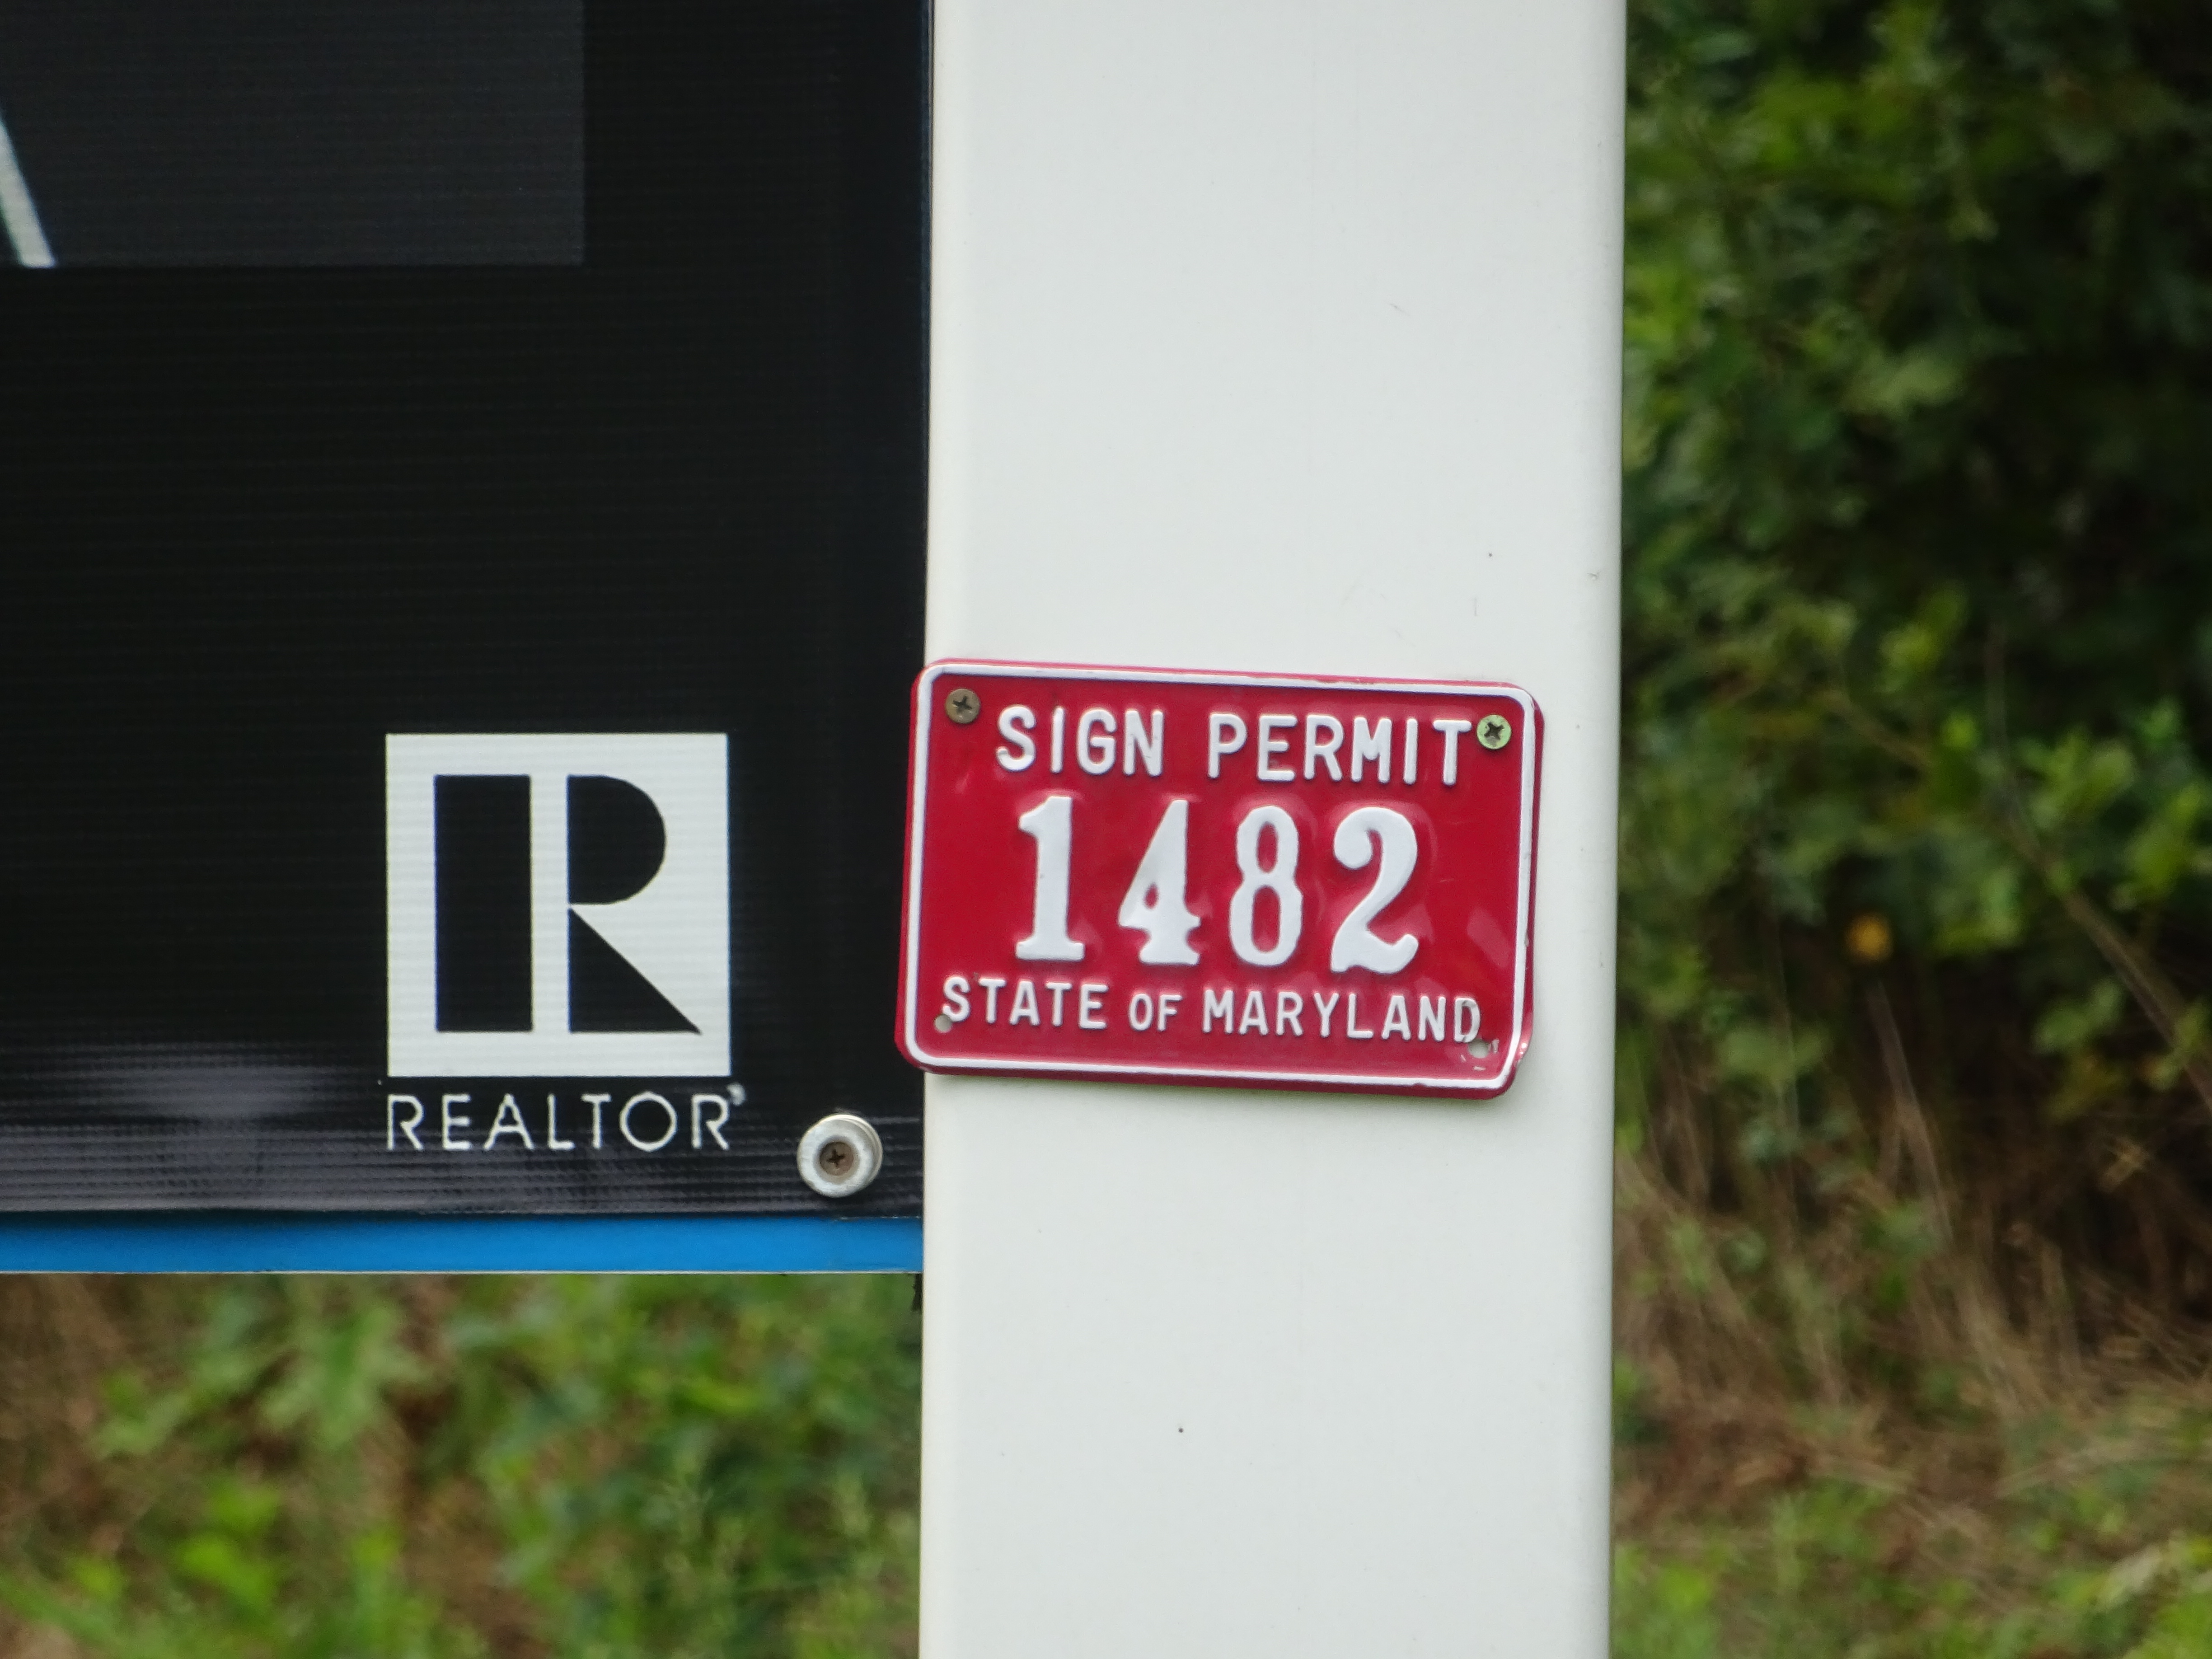 R
REALTOR®
SIGN PERMIT
1482
STATE OF MARYLAND